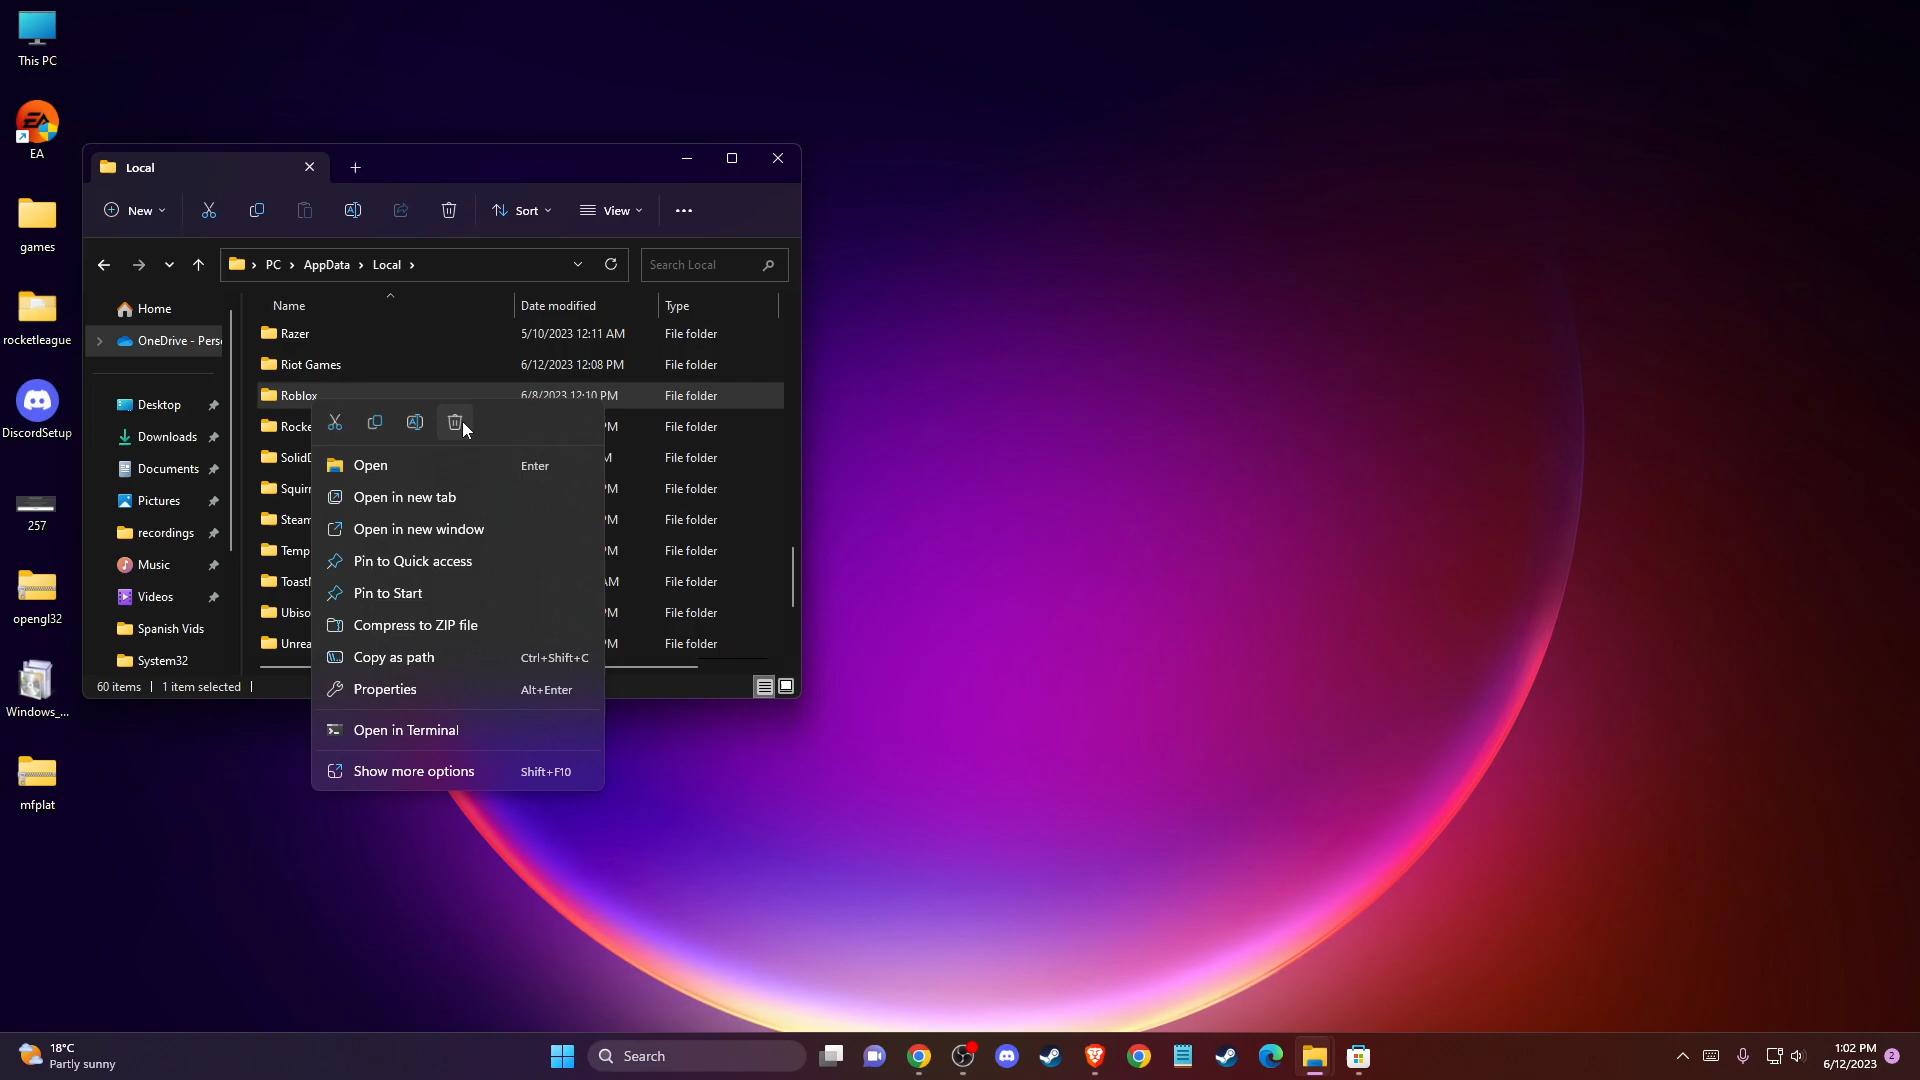 This PC
EA
games
rocketleague
DiscordSetup
257
opengl32
Windows_...
mfplat
Local
New
Sort
View
PC
AppData
Local
Search Local
Home
OneDrive - Pers
Desktop
Downloads
Documents
Pictures
recordings
Music
Videos
Spanish Vids
System32
Name Date modified Type
Razer 5/10/2023 12:11 AM File folder
Riot Games 6/12/2023 12:08 PM File folder
Roblox 6/8/2023 12:10 PM File folder
Rocke PM File folder
SolidD M File folder
Squirr PM File folder
Steam PM File folder
Temp PM File folder
ToastN AM File folder
Ubiso PM File folder
Unrea PM File folder
Open Enter
Open in new tab
Open in new window
Pin to Quick access
Pin to Start
Compress to ZIP file
Copy as path Ctrl+Shift+C
Properties Alt+Enter
Open in Terminal
Show more options Shift+F10
60 items 1 item selected
18°C
Partly sunny
Search
1:02 PM
6/12/2023
2